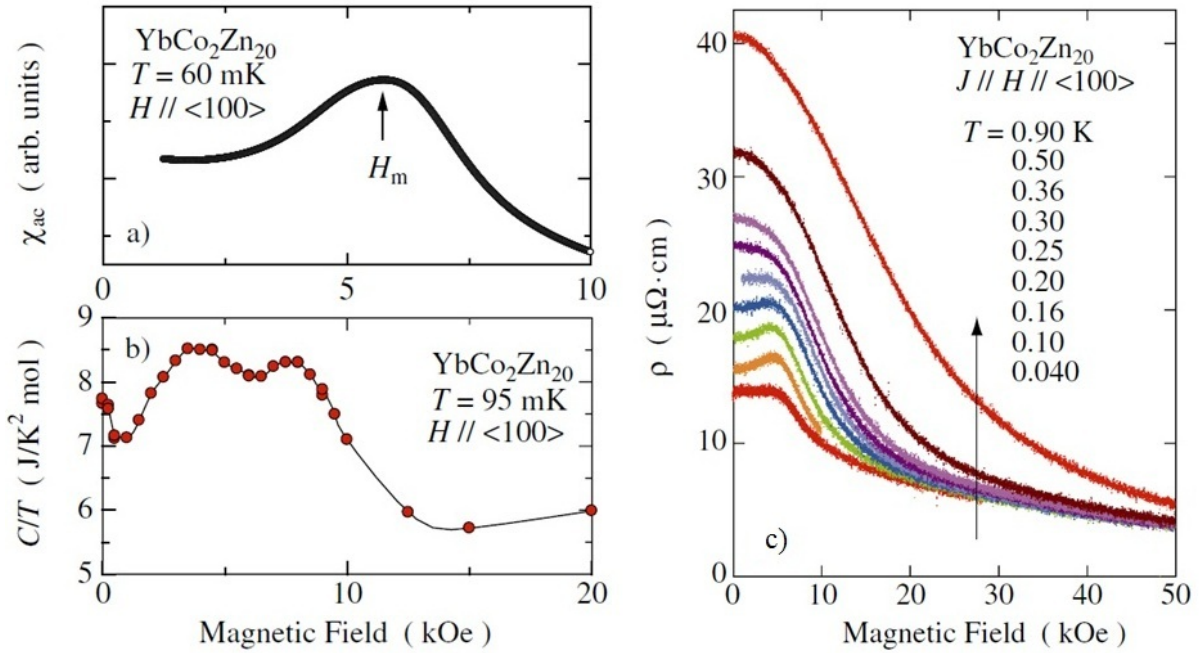 χac ( arb. units )
YbCo2Zn20
T = 60 mK
H // <100>
Hm
a)
0
5
10
C/T ( J/K2 mol )
9
8
7
6
5
b)
YbCo2Zn20
T = 95 mK
H // <100>
0
10
20
Magnetic Field ( kOe )
ρ ( μΩ·cm )
40
30
20
10
0
YbCo2Zn20
J // H // <100>
T = 0.90 K
0.50
0.36
0.30
0.25
0.20
0.16
0.10
0.040
c)
0
10
20
30
40
50
Magnetic Field ( kOe )